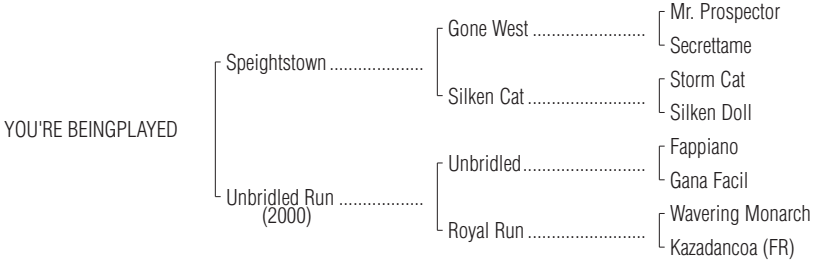 Mr. Prospector
Gone West ........................
Secrettame
Speightstown ....................
Storm Cat
Silken Cat .........................
Silken Doll
YOU'RE BEINGPLAYED
Fappiano
Unbridled..........................
Gana Facil
Unbridled Run ..................
(2000)
Wavering Monarch
Royal Run .........................
Kazadancoa (FR)